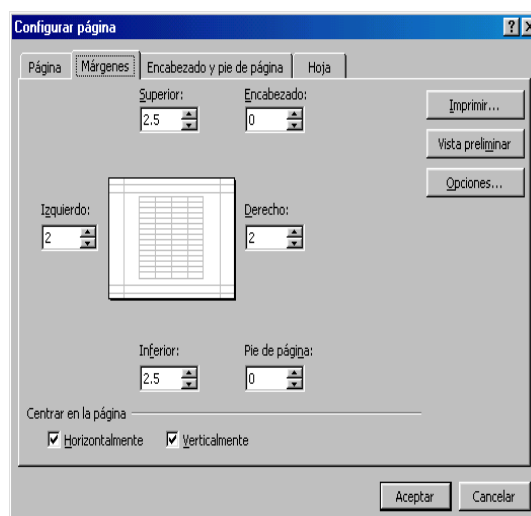 Configurar página
Página Márgenes Encabezado y pie de página Hoja
Superior: Encabezado:
2.5 0
Imprimir...
Vista preliminar
Opciones...
Izquierdo: Derecho:
2 2
Inferior: Pie de página:
2.5 0
Centrar en la página
Horizontalmente Verticalmente
Aceptar Cancelar